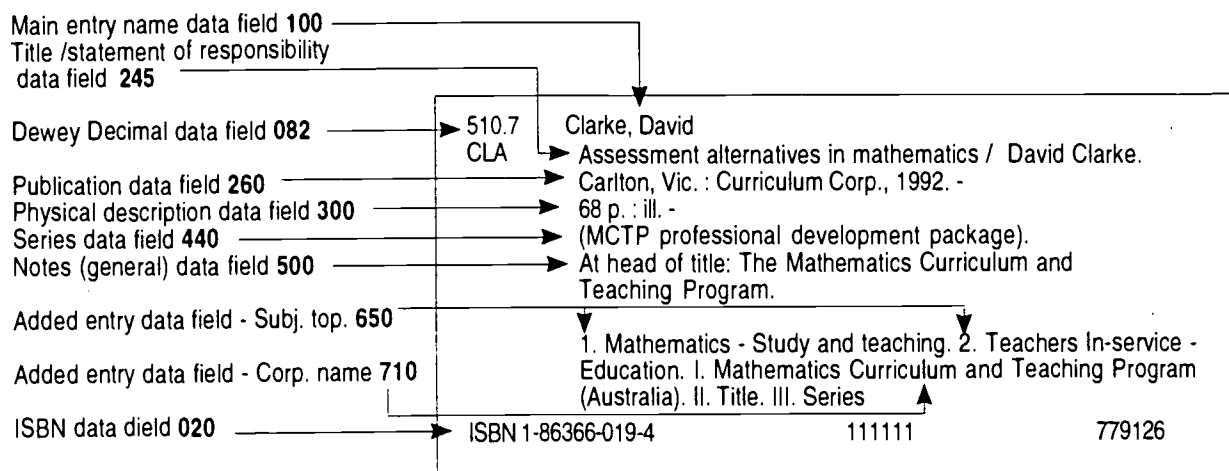 Main entry name data field 100
Title /statement of responsibility
data field 245
Dewey Decimal data field 082
510.7
CLA
Clarke, David
Assessment alternatives in mathematics / David Clarke.
Publication data field 260
Carlton, Vic. : Curriculum Corp., 1992. -
Physical description data field 300
68 p. : ill. -
Series data field 440
(MCTP professional development package).
Notes (general) data field 500
At head of title: The Mathematics Curriculum and
Teaching Program.
Added entry data field - Subj. top. 650
1. Mathematics - Study and teaching. 2. Teachers In-service -
Education. I. Mathematics Curriculum and Teaching Program
(Australia). II. Title. III. Series
Added entry data field - Corp. name 710
ISBN data dield 020
ISBN 1-86366-019-4 111111 779126